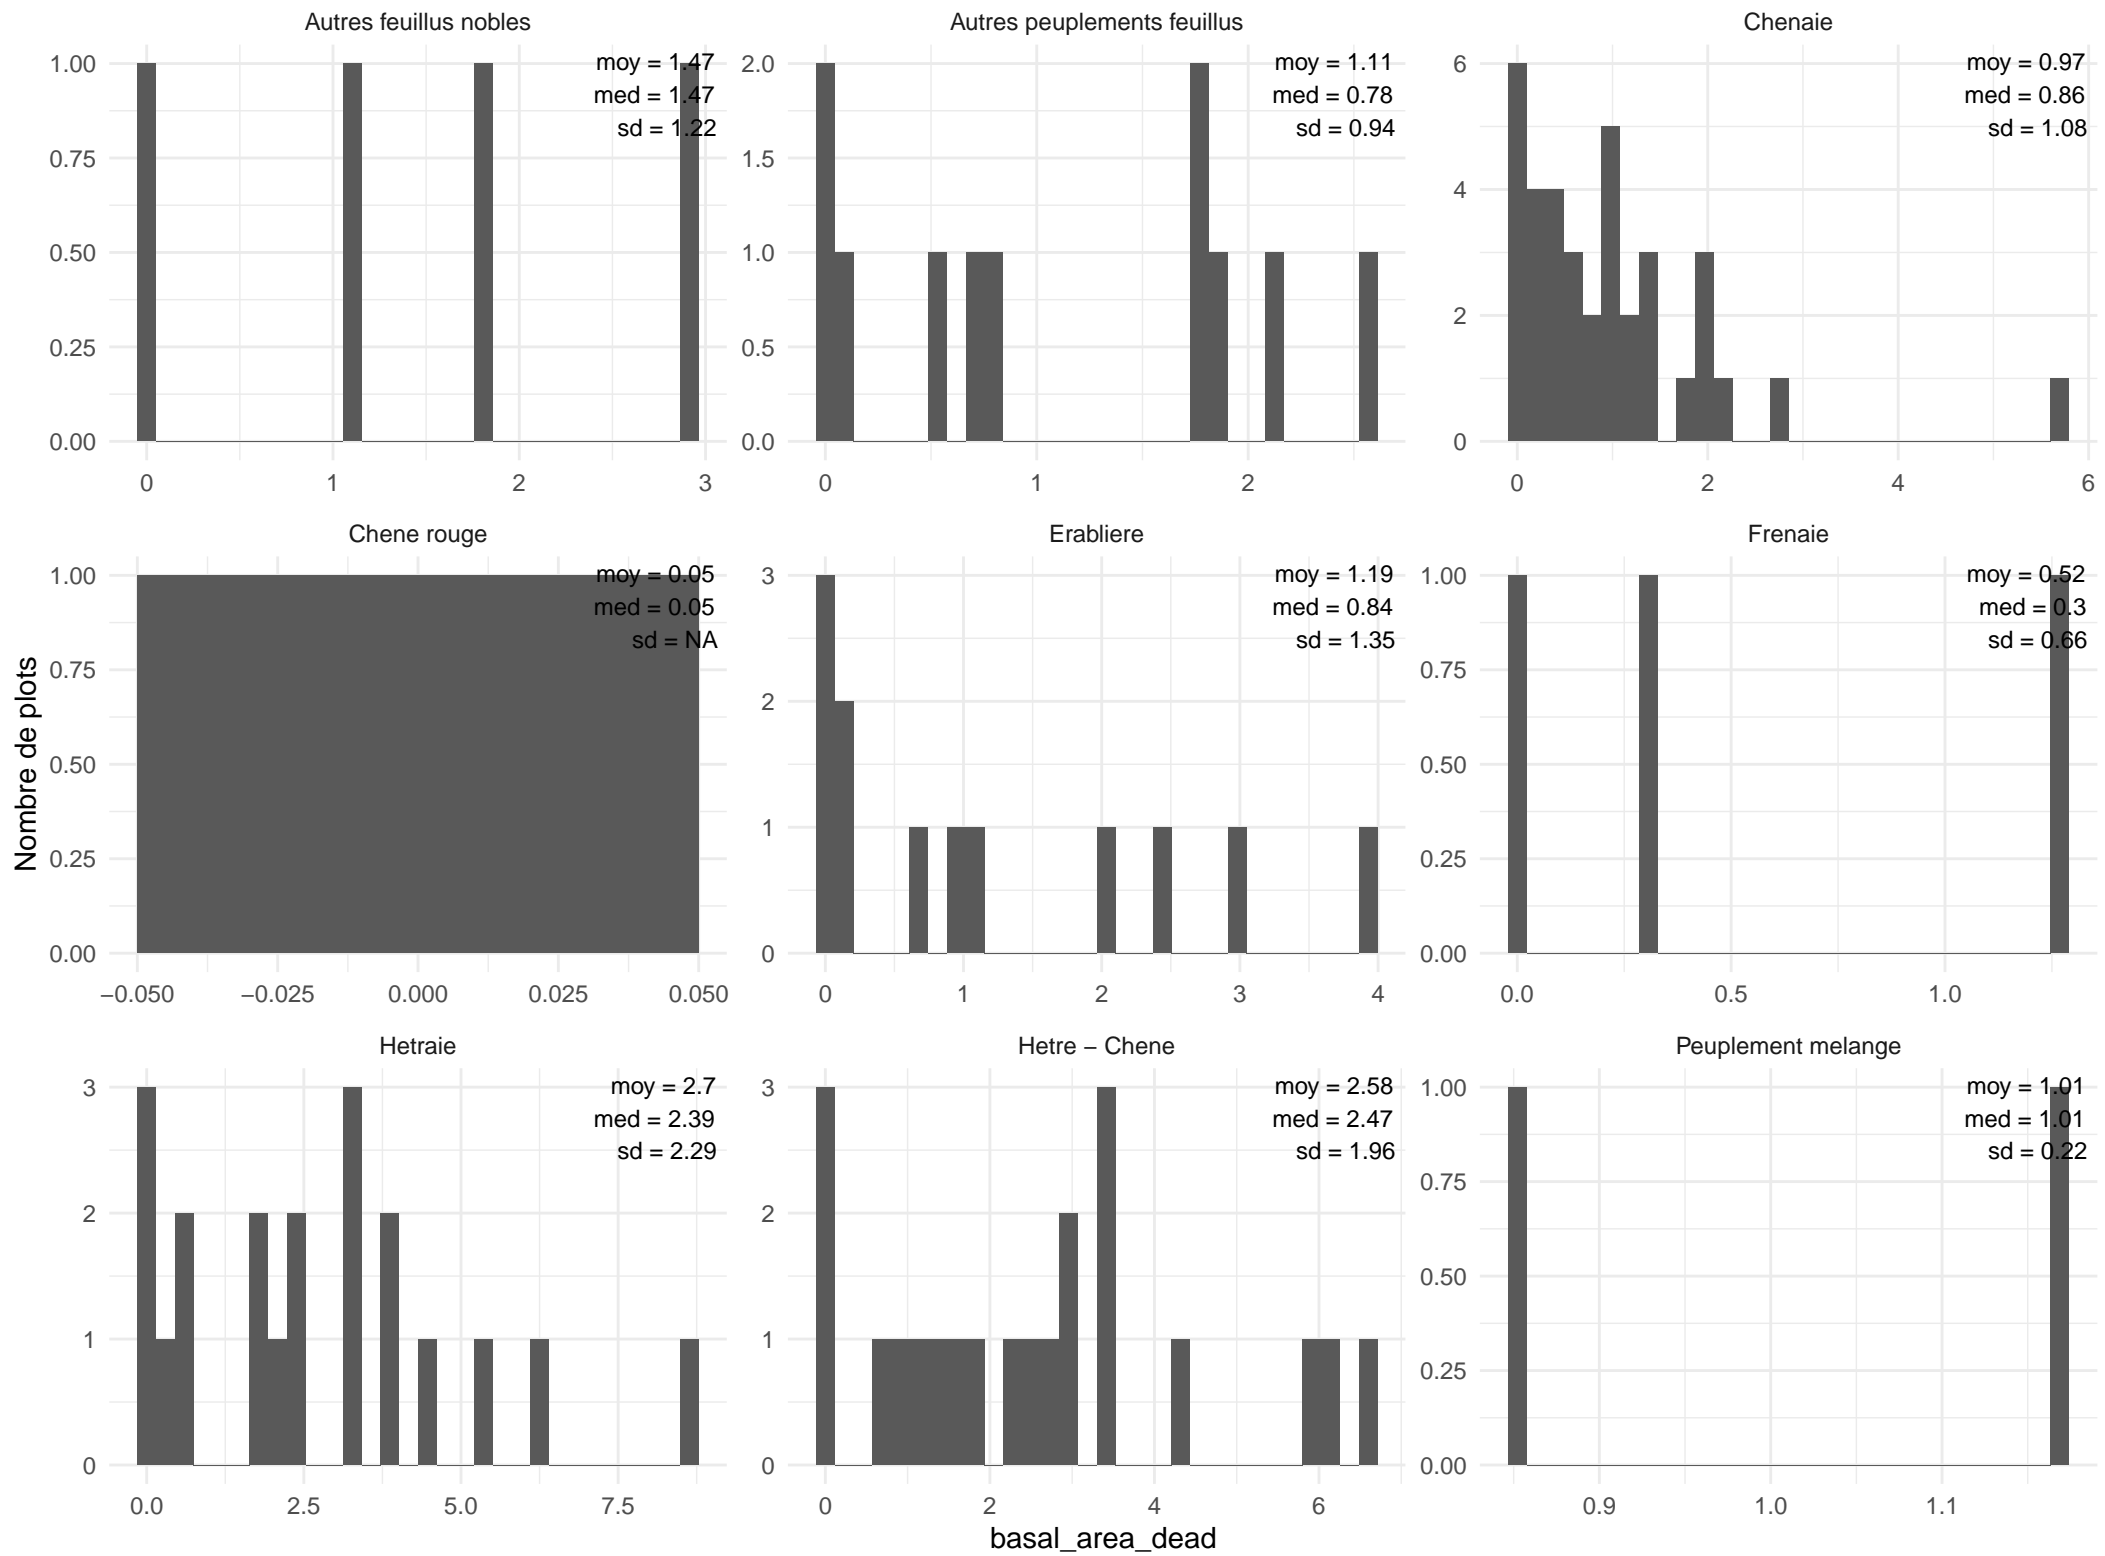 Autres feuillus nobles
Autres peuplements feuillus
Chenaie
moy = 1.47
med = 1.47
sd = 1.22
1.00
0.75
0.50
0.25
0.00
0 1 2 3
moy = 1.11
med = 0.78
sd = 0.94
2.0
1.5
1.0
0.5
0.0
0 1 2
moy = 0.97
med = 0.86
sd = 1.08
6
4
2
0
0 2 4 6
Chene rouge
Erabliere
Frenaie
Nombre de plots
moy = 0.05
med = 0.05
sd = NA
1.00
0.75
0.50
0.25
0.00
−0.050 −0.025 0.000 0.025 0.050
moy = 1.19
med = 0.84
sd = 1.35
3
2
1
0
0 1 2 3 4
moy = 0.52
med = 0.3
sd = 0.66
1.00
0.75
0.50
0.25
0.00
0.0 0.5 1.0
Hetraie
Hetre − Chene
Peuplement melange
moy = 2.7
med = 2.39
sd = 2.29
3
2
1
0
0.0 2.5 5.0 7.5
moy = 2.58
med = 2.47
sd = 1.96
3
2
1
0
0 2 4 6
moy = 1.01
med = 1.01
sd = 0.22
1.00
0.75
0.50
0.25
0.00
0.9 1.0 1.1
basal_area_dead